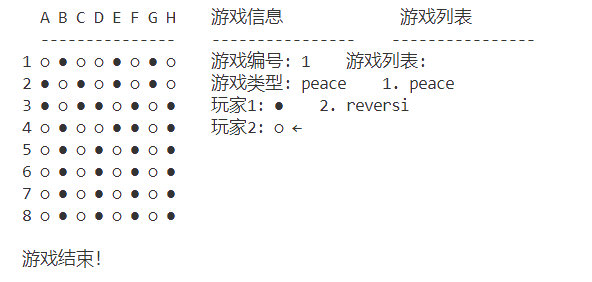 A B C D E F G H 游戏信息 游戏列表
--------------- ---------------- ----------------
1 ○ ● ○ ○ ● ○ ● ○ 游戏编号: 1 游戏列表:
2 ● ○ ● ○ ● ○ ● ○ 游戏类型: peace 1. peace
3 ● ○ ● ● ○ ● ○ ● 玩家1: ● 2. reversi
4 ○ ● ○ ● ● ○ ○ ● 玩家2: ○ ←
5 ○ ● ○ ● ○ ● ○ ●
6 ○ ● ○ ● ○ ● ○ ●
7 ○ ● ○ ● ○ ● ○ ●
8 ○ ● ○ ● ○ ● ○ ●
游戏结束!